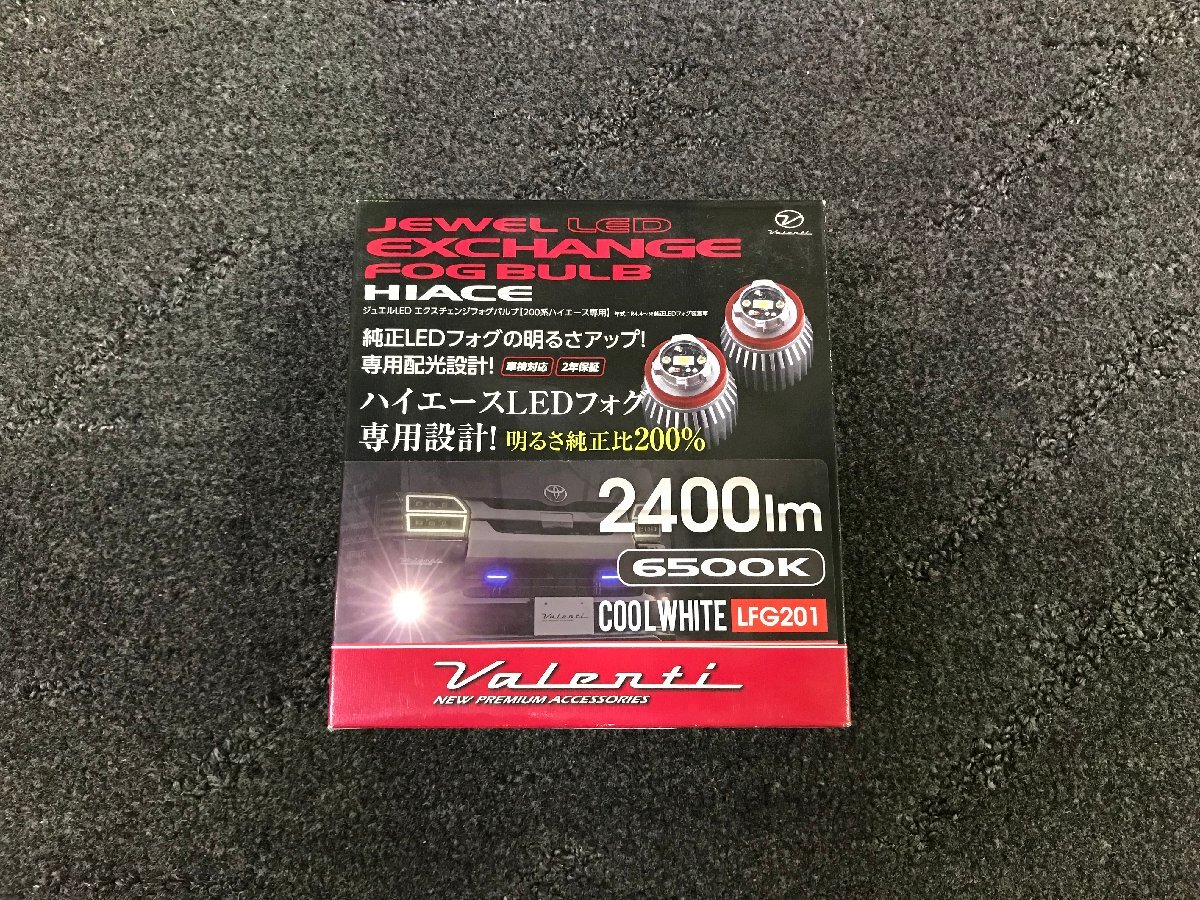 JEWEL LED
EXCHANGE
FOG BULB
HIACE
Valenti
ジュエルLED エクスチェンジフォグバルブ【200系ハイエース専用】
純正LEDフォグの明るさアップ!
専用配光設計! 車検対応 2年保証
ハイエースLEDフォグ
専用設計! 明るさ純正比200%
2400lm
6500K
COOL WHITE LFG201
Valenti
Valenti
Valenti
NEW PREMIUM ACCESSORIES